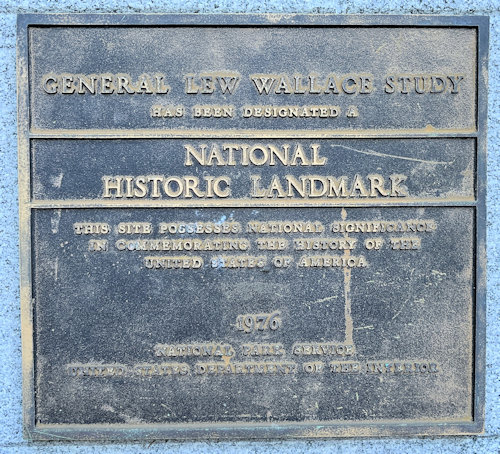 GENERAL LEW WALLACE STUDY
HAS BEEN DESIGNATED A
NATIONAL
HISTORIC LANDMARK
THIS SITE POSSESSES NATIONAL SIGNIFICANCE
IN COMMEMORATING THE HISTORY OF THE
UNITED STATES OF AMERICA
1976
NATIONAL PARK SERVICE
UNITED STATES DEPARTMENT OF THE INTERIOR